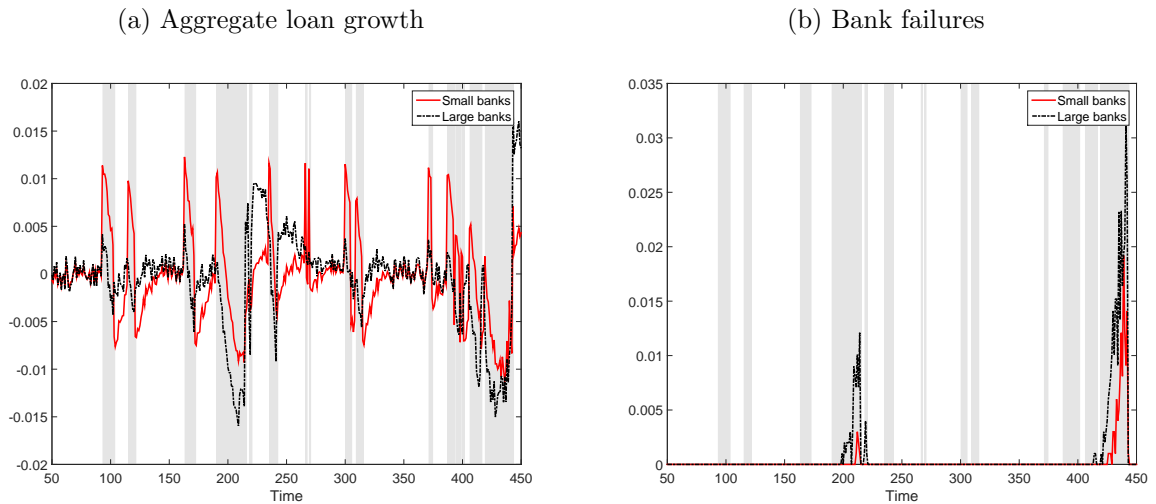 (a) Aggregate loan growth
0.02
0.015
0.01
0.005
0
-0.005
-0.01
-0.015
-0.02
50 100 150 200 250 300 350 400 450
Time
Small banks
Large banks
(b) Bank failures
0.035
0.03
0.025
0.02
0.015
0.01
0.005
0
50 100 150 200 250 300 350 400 450
Time
Small banks
Large banks